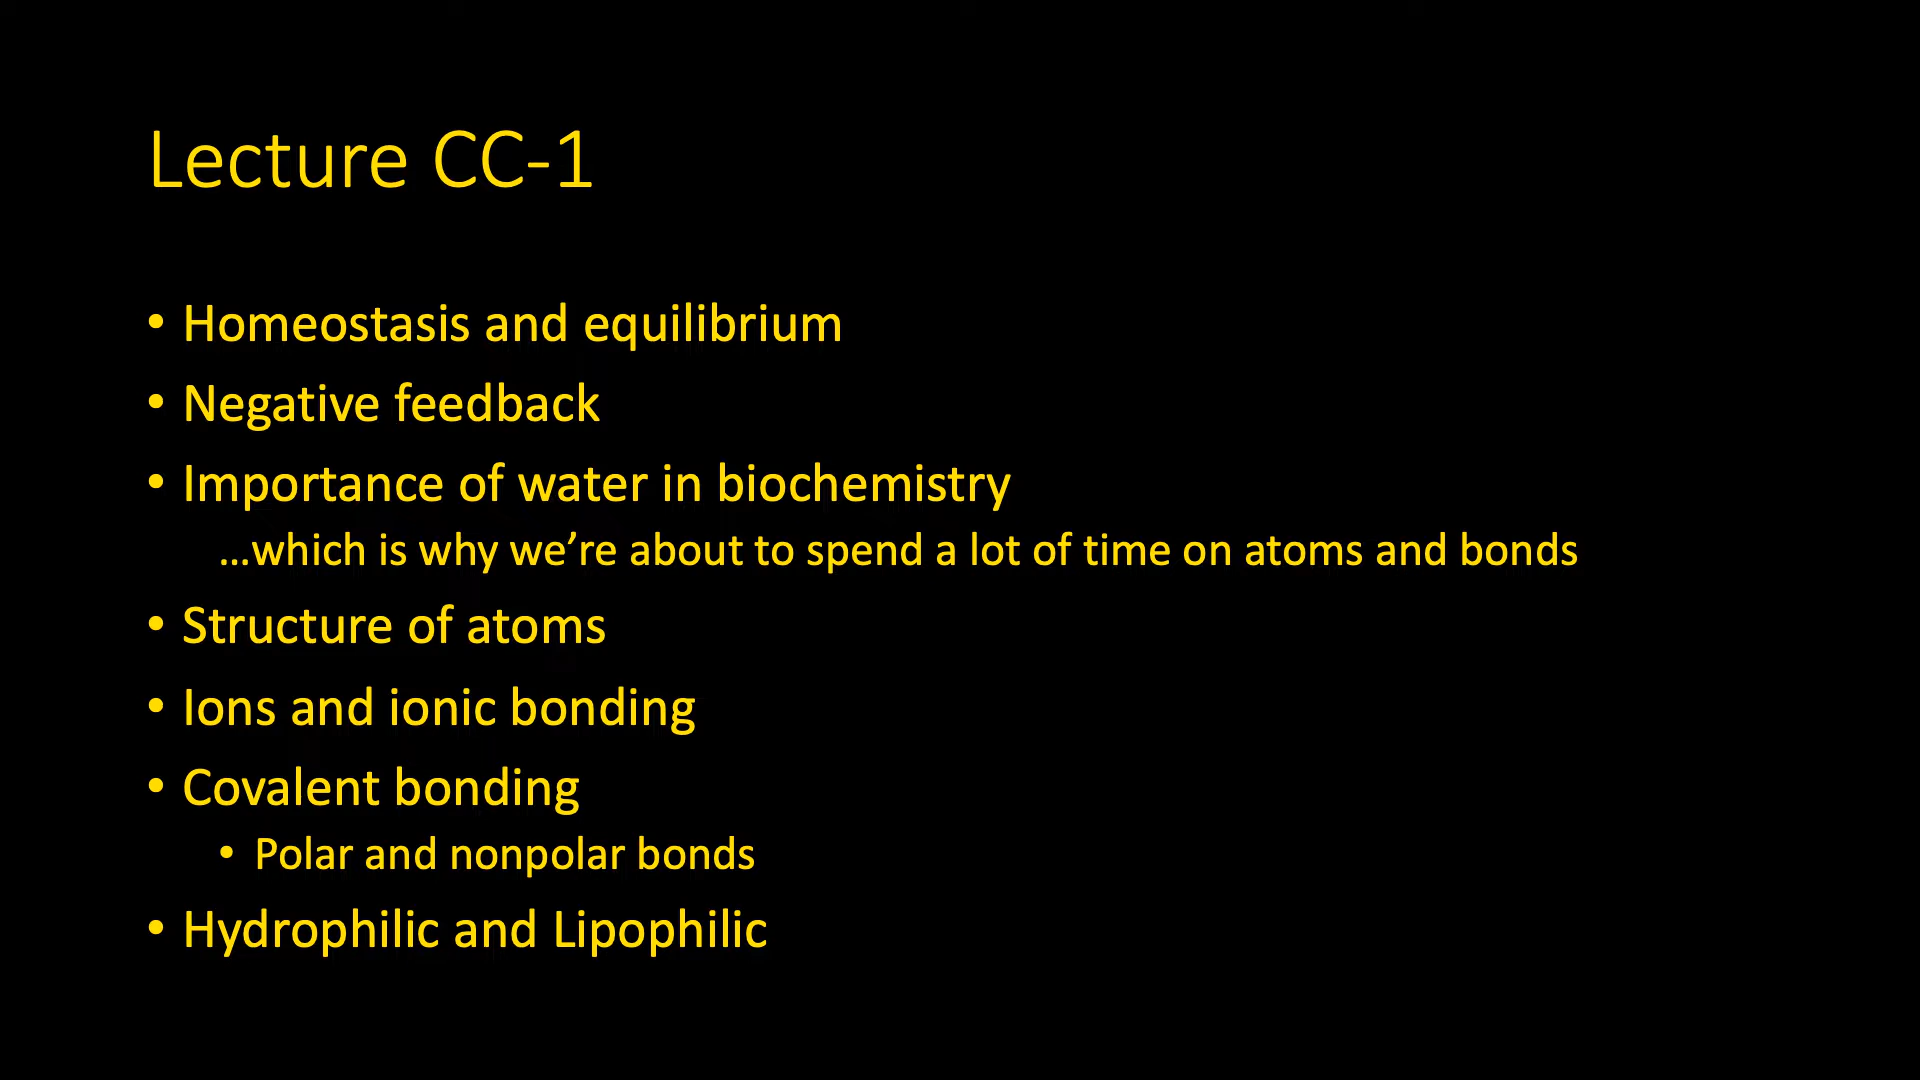 Lecture CC-1
• Homeostasis and equilibrium
• Negative feedback
• Importance of water in biochemistry
…which is why we’re about to spend a lot of time on atoms and bonds
• Structure of atoms
• Ions and ionic bonding
• Covalent bonding
• Polar and nonpolar bonds
• Hydrophilic and Lipophilic